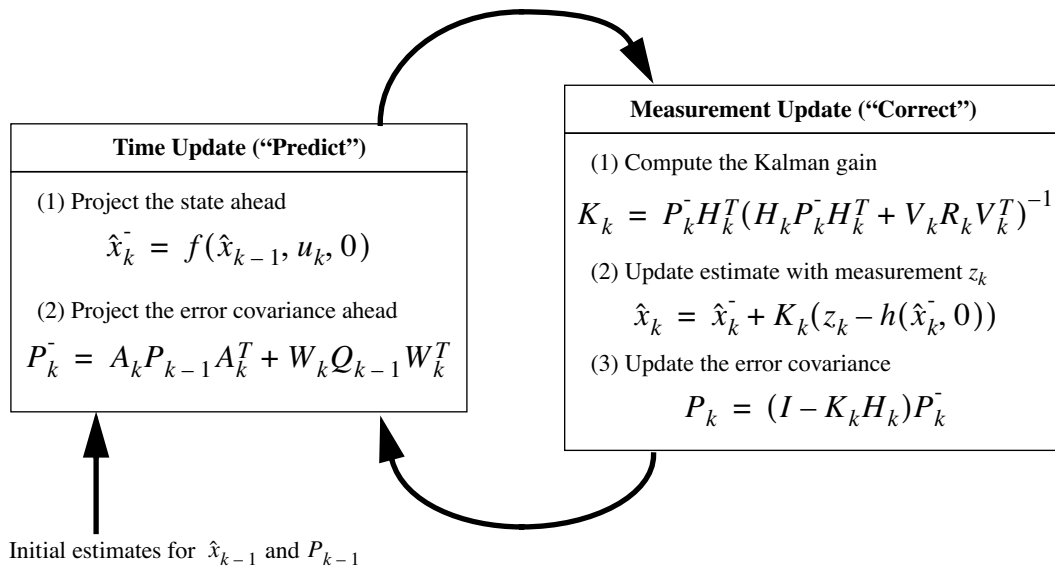 Time Update (“Predict”)
(1) Project the state ahead
x̂ₖ⁻ = f(x̂ₖ₋₁, uₖ, 0)
(2) Project the error covariance ahead
Pₖ⁻ = AₖPₖ₋₁Aₖᵀ + WₖQₖ₋₁Wₖᵀ
Measurement Update (“Correct”)
(1) Compute the Kalman gain
Kₖ = Pₖ⁻Hₖᵀ(HₖPₖ⁻Hₖᵀ + VₖRₖVₖᵀ)⁻¹
(2) Update estimate with measurement zₖ
x̂ₖ = x̂ₖ⁻ + Kₖ(zₖ – h(x̂ₖ⁻, 0))
(3) Update the error covariance
Pₖ = (I – KₖHₖ)Pₖ⁻
Initial estimates for x̂ₖ₋₁ and Pₖ₋₁